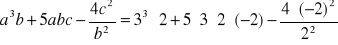 a³b + 5abc − 4c²/b² = 3³ 2 + 5 3 2 (−2) − 4 (−2)²/2²